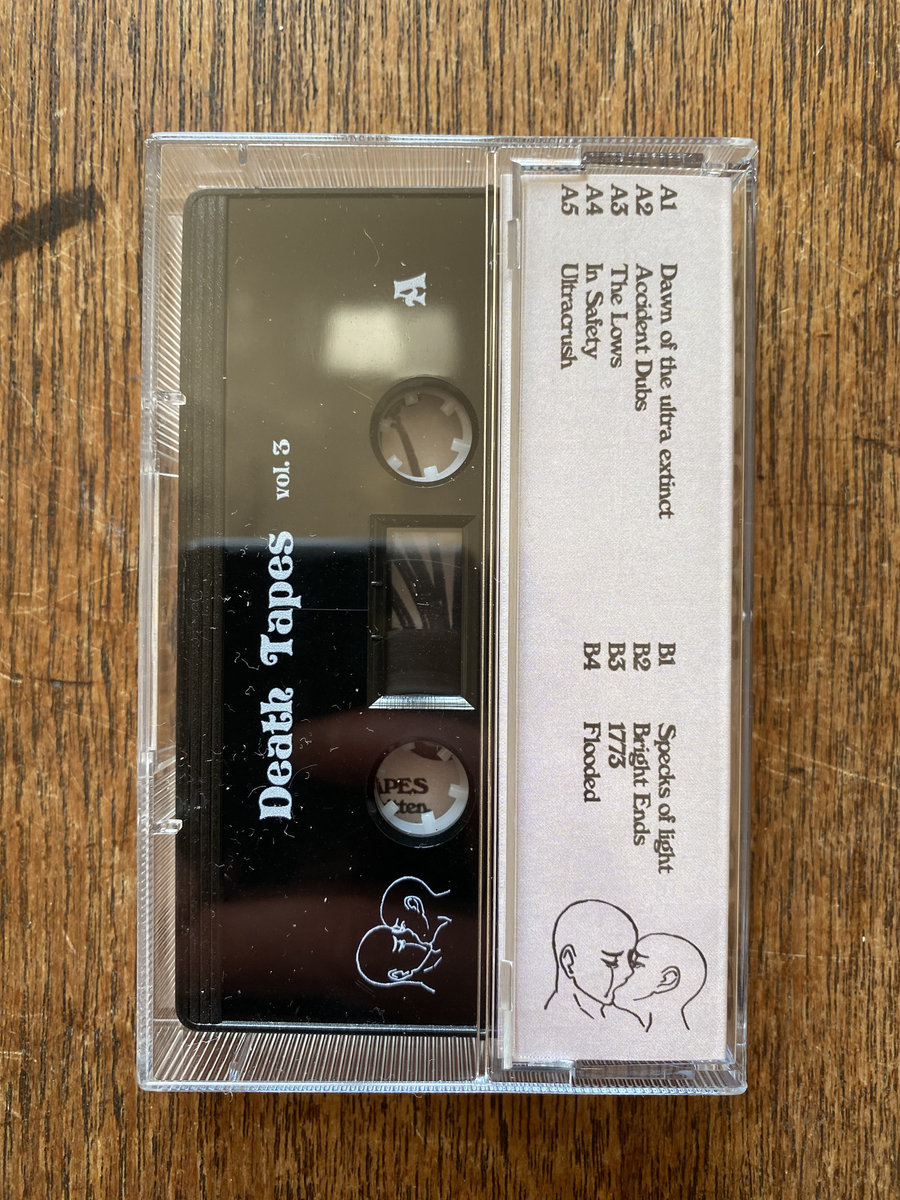 A1 Dawn of the ultra extinct
A2 Accident Dubs
A3 The Lows
A4 In Safety
A5 Ultracrush
B1 Specks of light
B2 Bright Ends
B3 1773
B4 Flooded
A
Death Tapes vol. 3